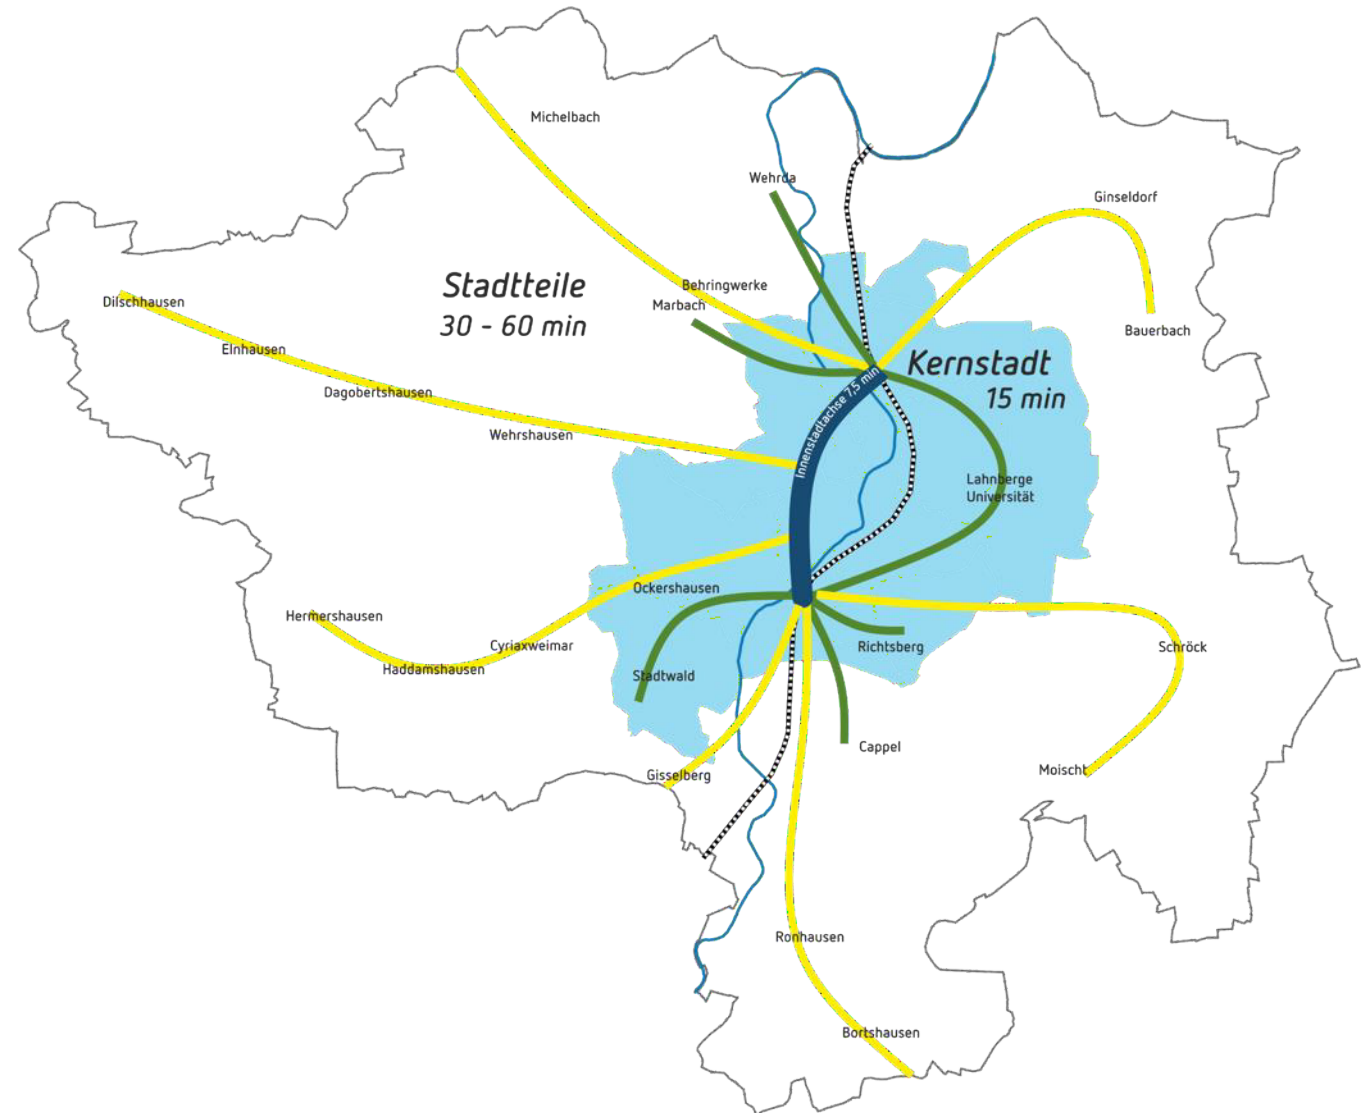 Michelbach
Wehrda
Ginseldorf
Stadtteile
30 - 60 min
Behringwerke
Marbach
Dilschhausen
Bauerbach
Elnhausen
Kernstadt
15 min
Innenstadtachse 7,5 min
Dagobertshausen
Wehrshausen
Lahnberge
Universität
Ockershausen
Hermershausen
Cyriaxweimar
Haddamshausen
Richtsberg
Schröck
Stadtwald
Cappel
Gisselberg
Moischt
Ronhausen
Bortshausen